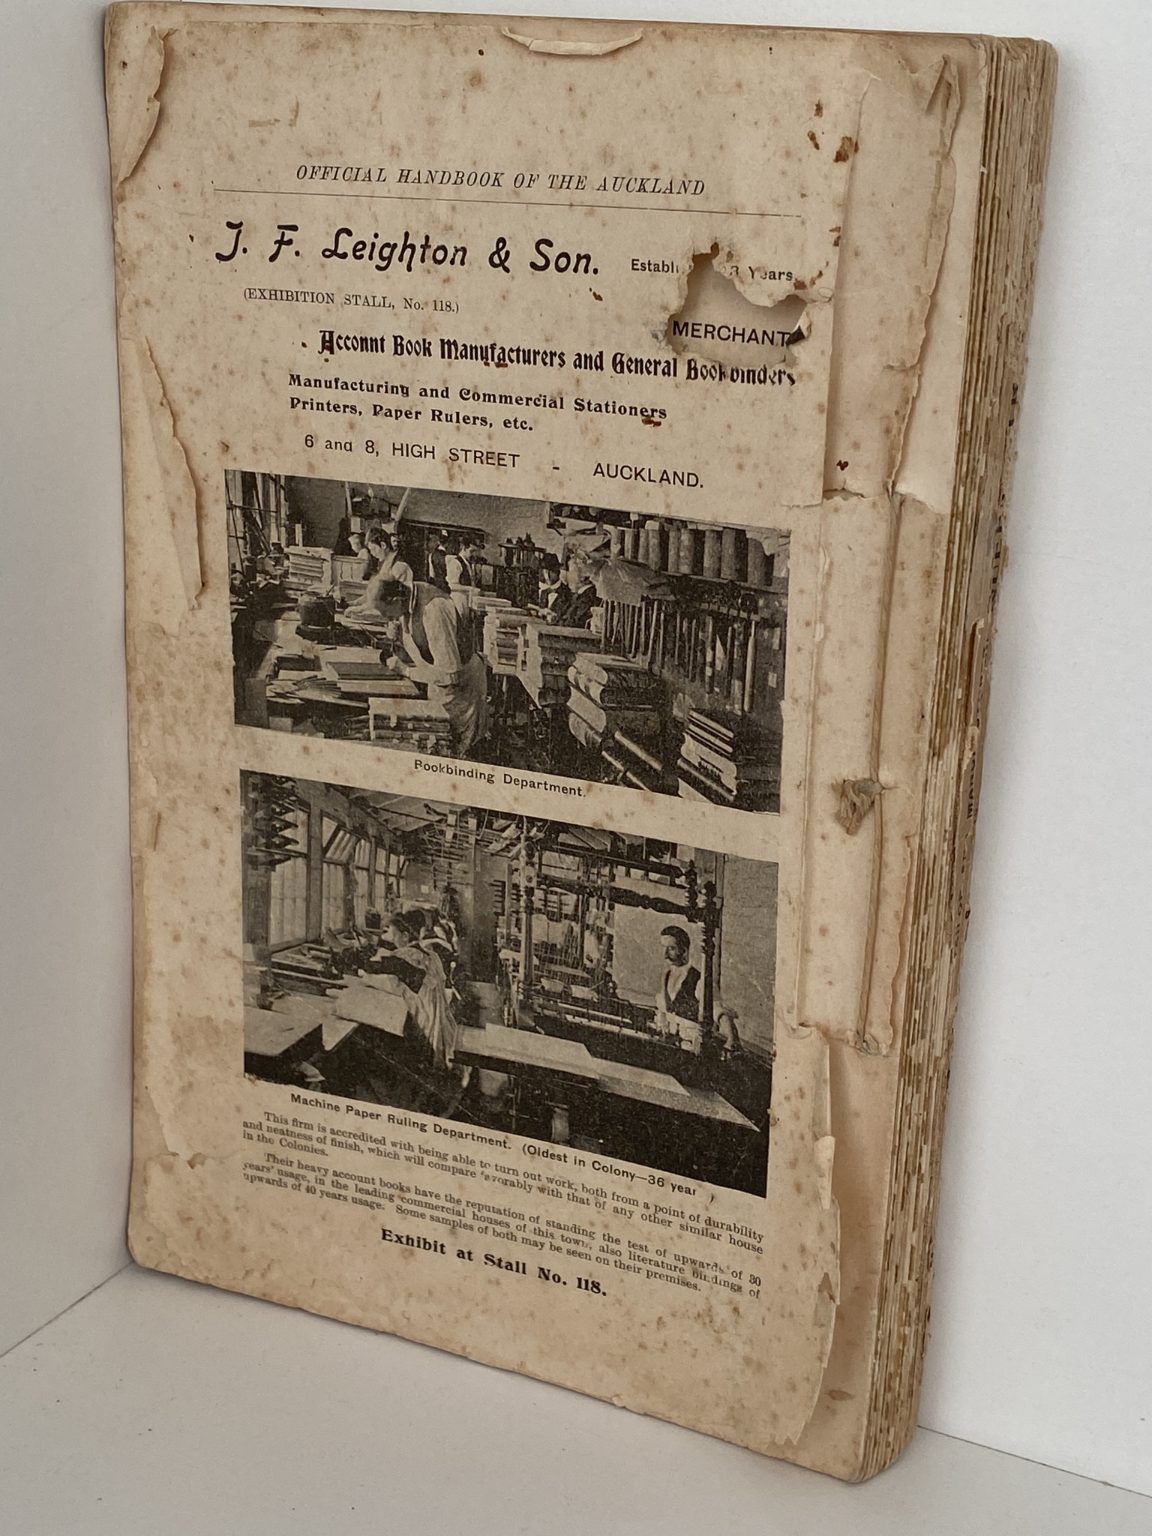 OFFICIAL HANDBOOK OF THE AUCKLAND
J. F. Leighton & Son. Years.
(EXHIBITION STALL, No. 118.)
MERCHANT
Account Book Manufacturers and General Bookbinders
Manufacturing and Commercial Stationers
Printers, Paper Rulers, etc.
6 and 8, HIGH STREET - AUCKLAND.
Bookbinding Department.
Machine Paper Ruling Department. (Oldest in Colony—36 year )
This firm is accredited with being able to turn out work, both from a point of durability
and neatness of finish, which will compare favorably with that of any other similar house
in the Colonies.
Their heavy account books have the reputation of standing the test of upwards of 30
years' usage, in the leading commercial houses of this town, also literature bindings of
upwards of 40 years usage. Some samples of both may be seen on their premises.
Exhibit at Stall No. 118.